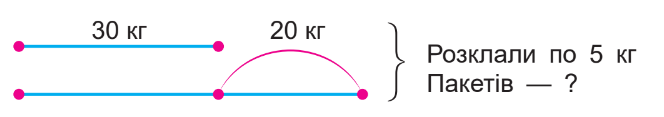 30 кг
20 кг
Розклали по 5 кг
Пакетів — ?